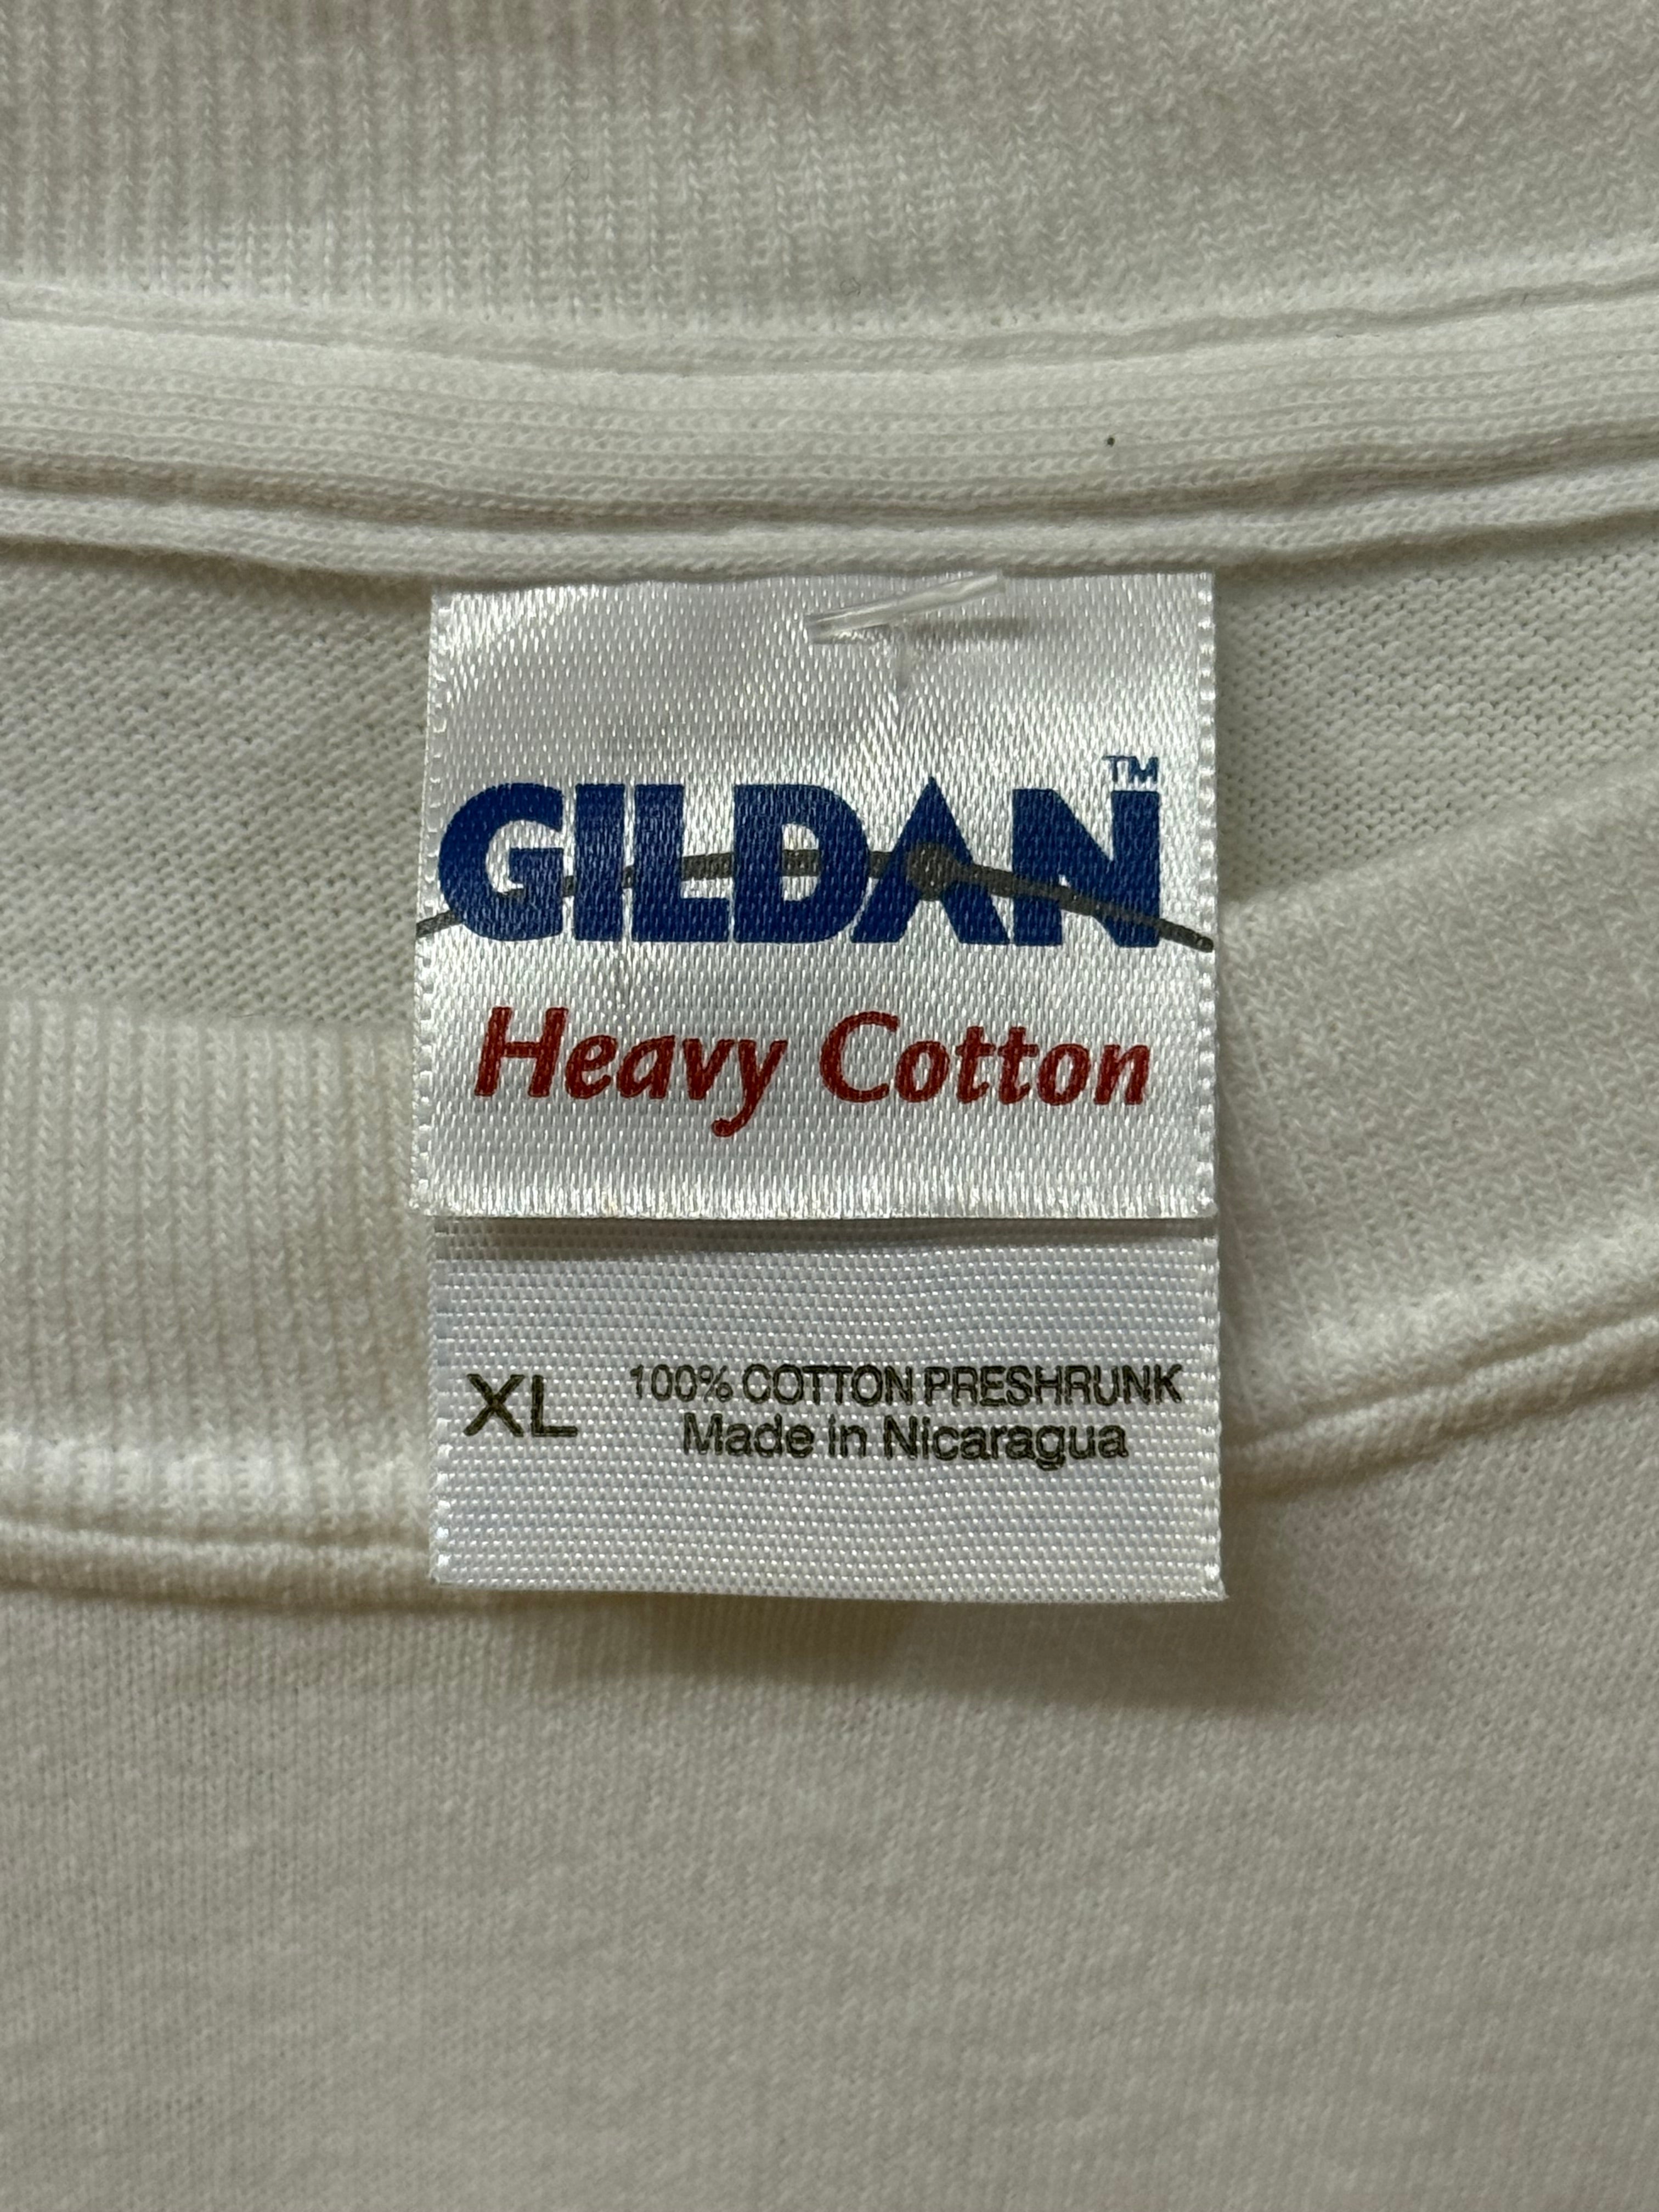 GILDAN™
Heavy Cotton
XL 100% COTTON PRESHRUNK
Made in Nicaragua